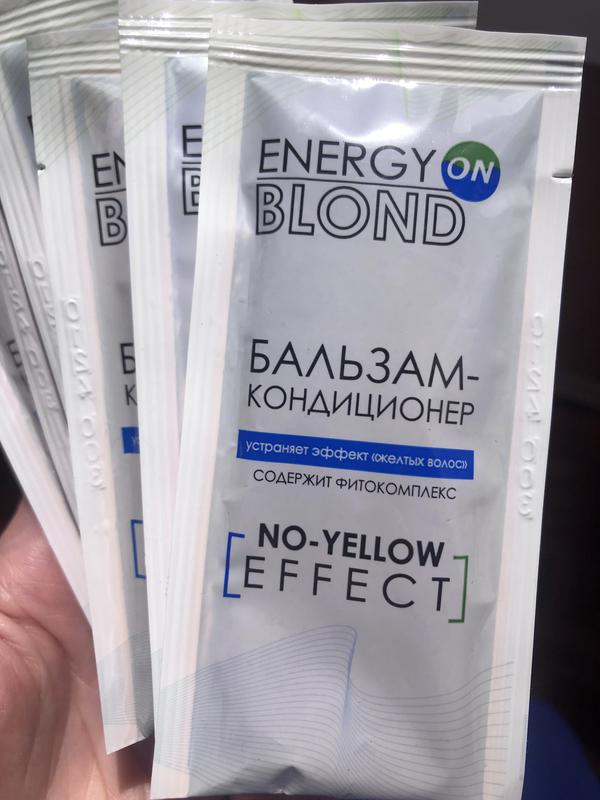 ENERGY ON
BLOND
БАЛЬЗАМ-
КОНДИЦИОНЕР
устраняет эффект «желтых волос»
СОДЕРЖИТ ФИТОКОМПЛЕКС
NO-YELLOW
EFFECT